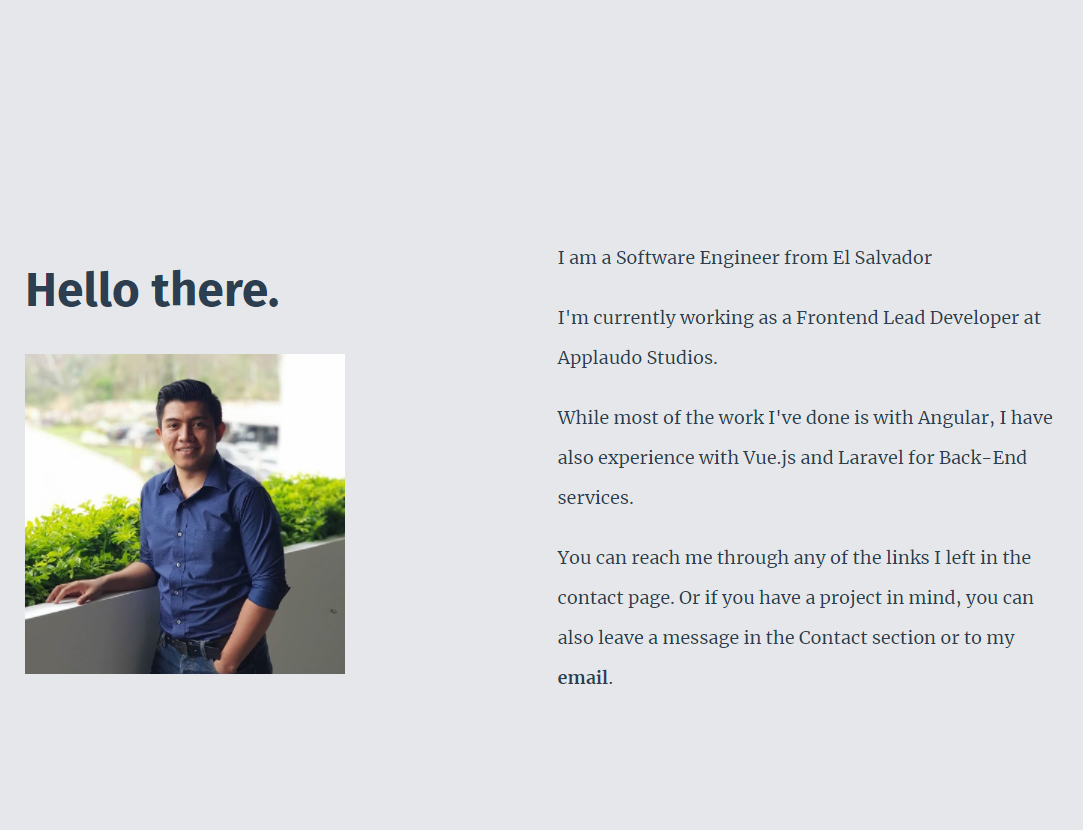 Hello there.
I am a Software Engineer from El Salvador
I'm currently working as a Frontend Lead Developer at
Applaudo Studios.
While most of the work I've done is with Angular, I have
also experience with Vue.js and Laravel for Back-End
services.
You can reach me through any of the links I left in the
contact page. Or if you have a project in mind, you can
also leave a message in the Contact section or to my
email.